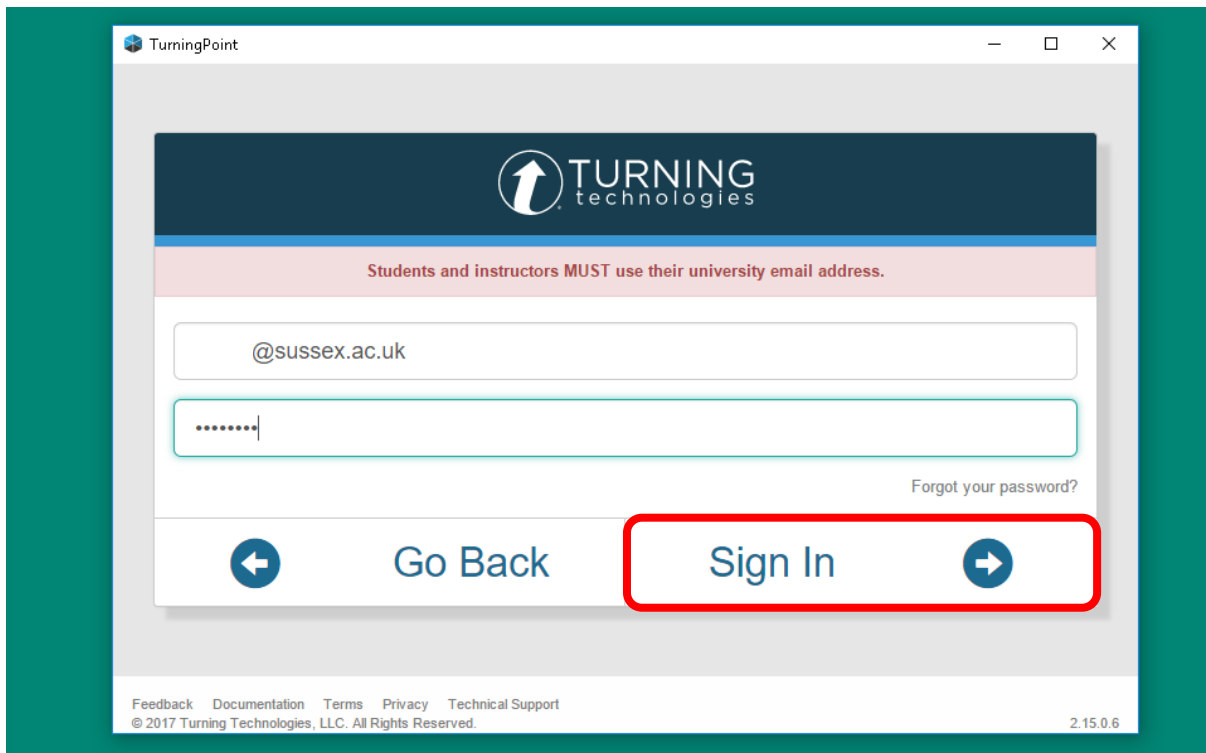 TurningPoint
TURNING
technologies
Students and instructors MUST use their university email address.
@sussex.ac.uk
••••••••
Forgot your password?
Go Back Sign In
Feedback Documentation Terms Privacy Technical Support
© 2017 Turning Technologies, LLC. All Rights Reserved. 2.15.0.6